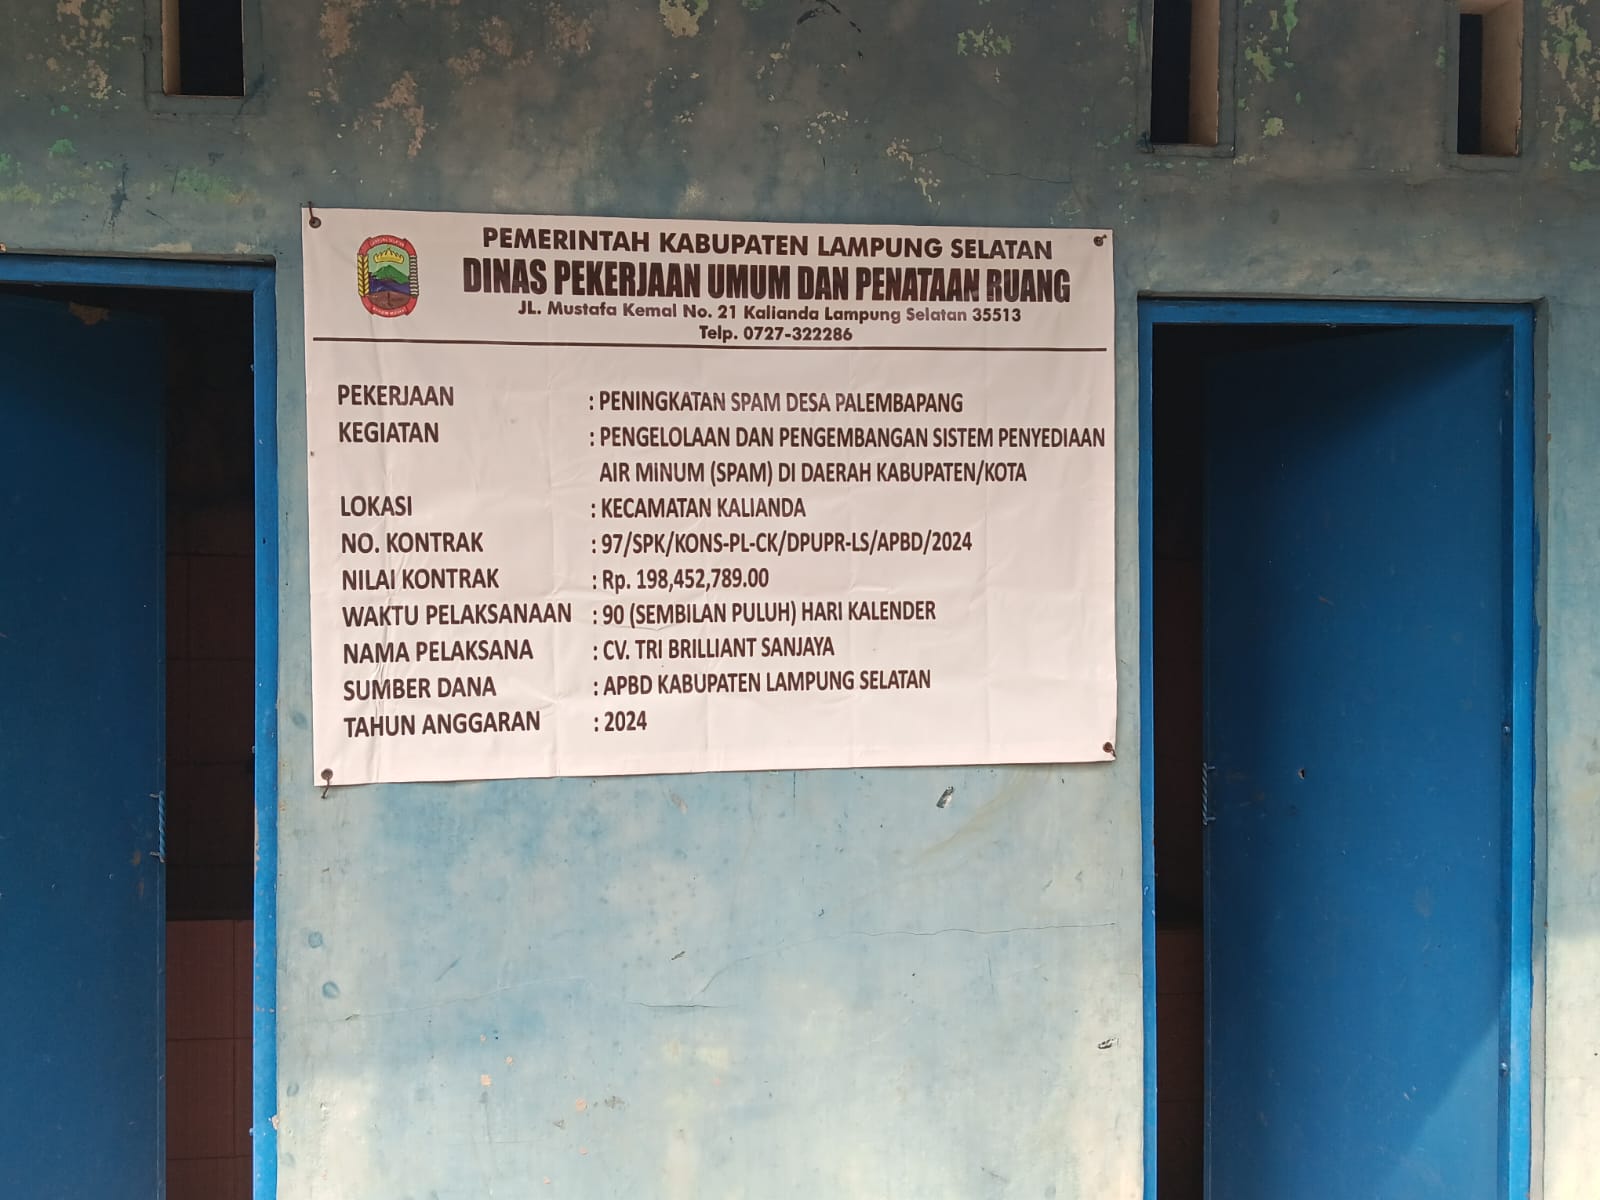 PEMERINTAH KABUPATEN LAMPUNG SELATAN
DINAS PEKERJAAN UMUM DAN PENATAAN RUANG
JL. Mustafa Kemal No. 21 Kalianda Lampung Selatan 35513
Telp. 0727-322286
PEKERJAAN : PENINGKATAN SPAM DESA PALEMBAPANG
KEGIATAN : PENGELOLAAN DAN PENGEMBANGAN SISTEM PENYEDIAAN
AIR MINUM (SPAM) DI DAERAH KABUPATEN/KOTA
LOKASI : KECAMATAN KALIANDA
NO. KONTRAK : 97/SPK/KONS-PL-CK/DPUPR-LS/APBD/2024
NILAI KONTRAK : Rp. 198,452,789.00
WAKTU PELAKSANAAN : 90 (SEMBILAN PULUH) HARI KALENDER
NAMA PELAKSANA : CV. TRI BRILLIANT SANJAYA
SUMBER DANA : APBD KABUPATEN LAMPUNG SELATAN
TAHUN ANGGARAN : 2024